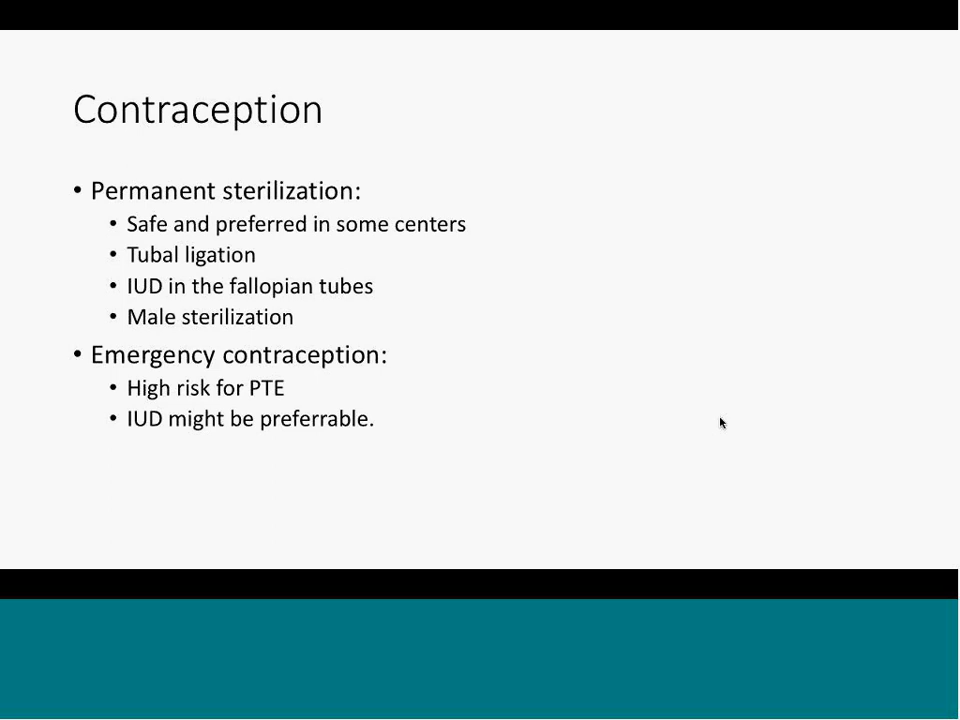 Contraception
• Permanent sterilization:
• Safe and preferred in some centers
• Tubal ligation
• IUD in the fallopian tubes
• Male sterilization
• Emergency contraception:
• High risk for PTE
• IUD might be preferrable.